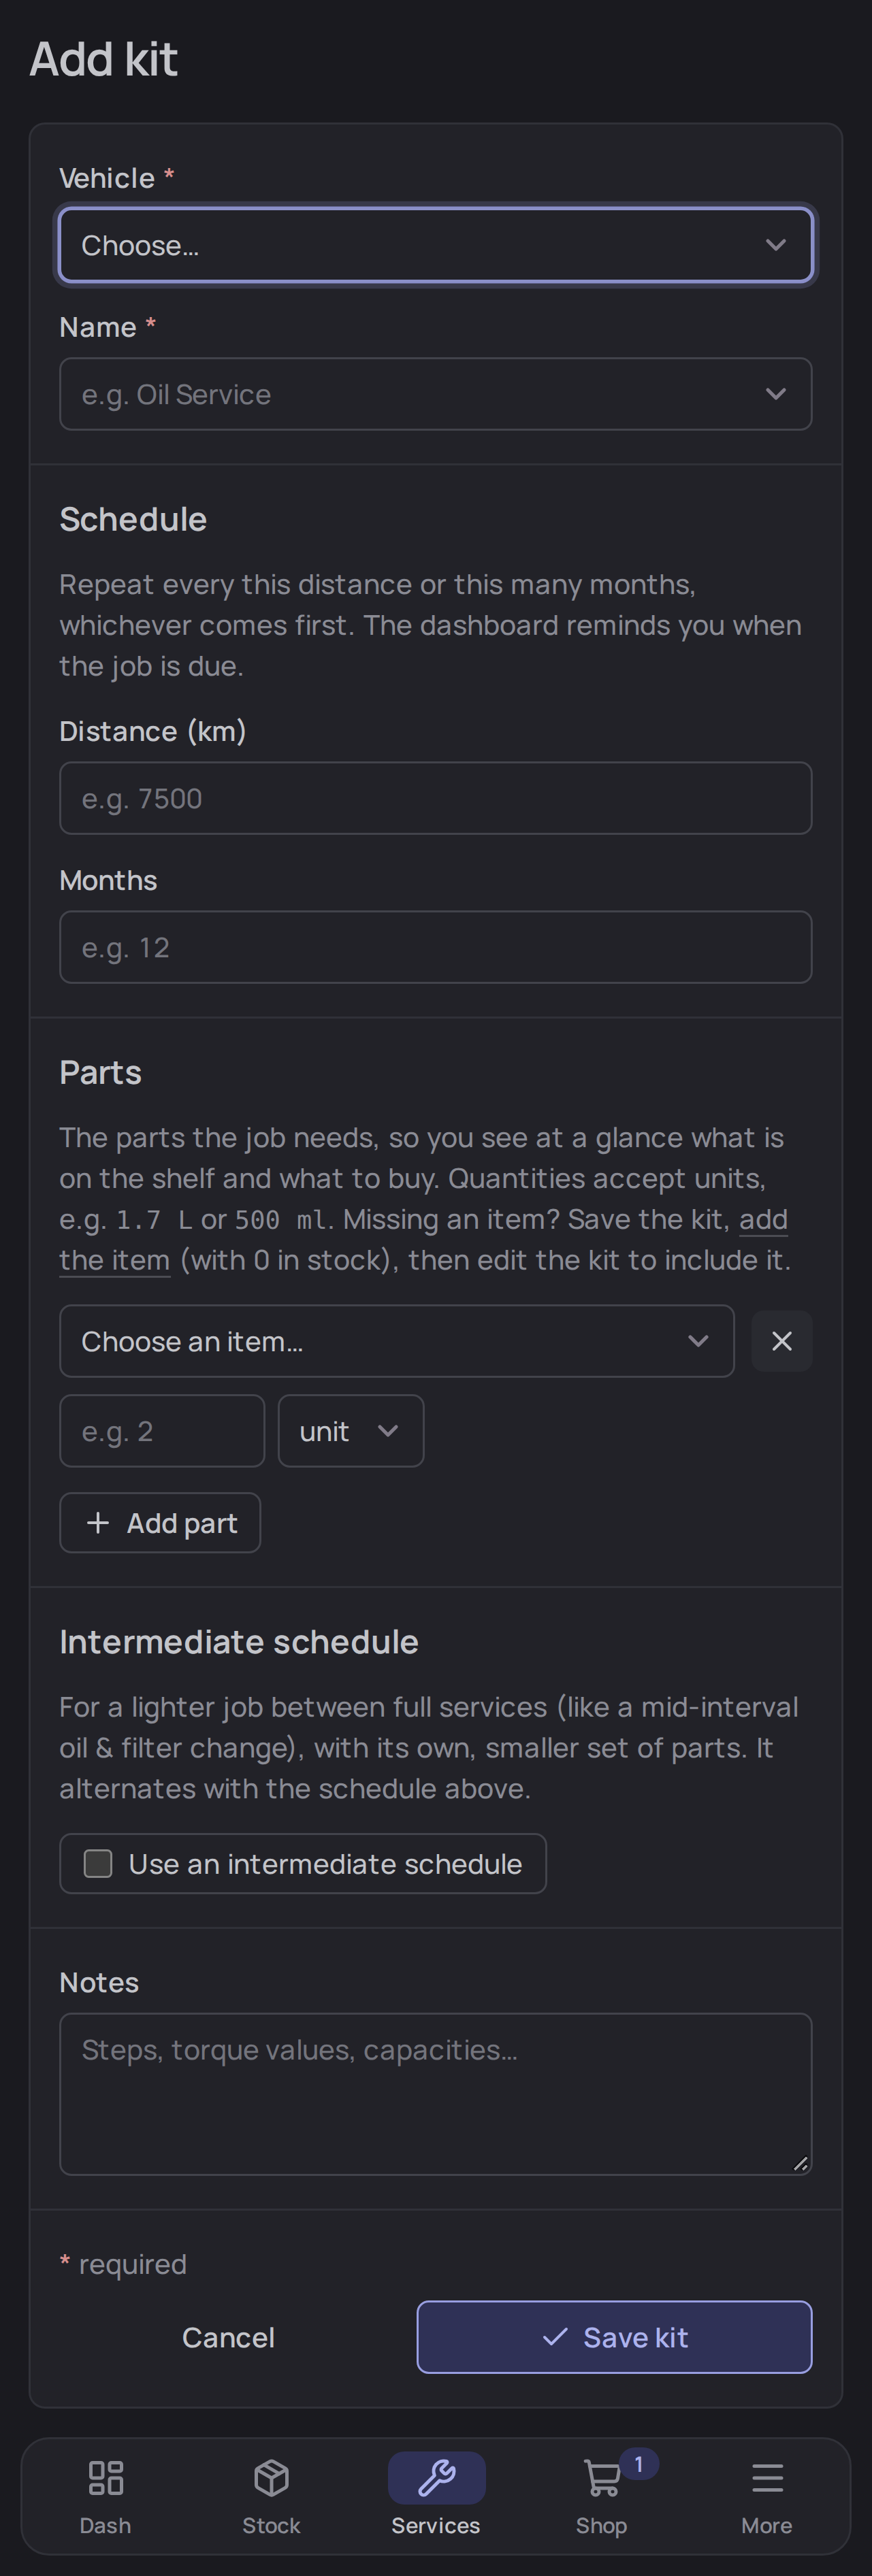 Add kit
Vehicle *
Choose...
Name *
e.g. Oil Service
Schedule
Repeat every this distance or this many months,
whichever comes first. The dashboard reminds you when
the job is due.
Distance (km)
e.g. 7500
Months
e.g. 12
Parts
The parts the job needs, so you see at a glance what is
on the shelf and what to buy. Quantities accept units,
e.g. 1.7 L or 500 ml. Missing an item? Save the kit, add
the item (with 0 in stock), then edit the kit to include it.
Choose an item...
e.g. 2 unit
Add part
Intermediate schedule
For a lighter job between full services (like a mid-interval
oil & filter change), with its own, smaller set of parts. It
alternates with the schedule above.
Use an intermediate schedule
Notes
Steps, torque values, capacities...
* required
Cancel Save kit
1
Dash Stock Services Shop More